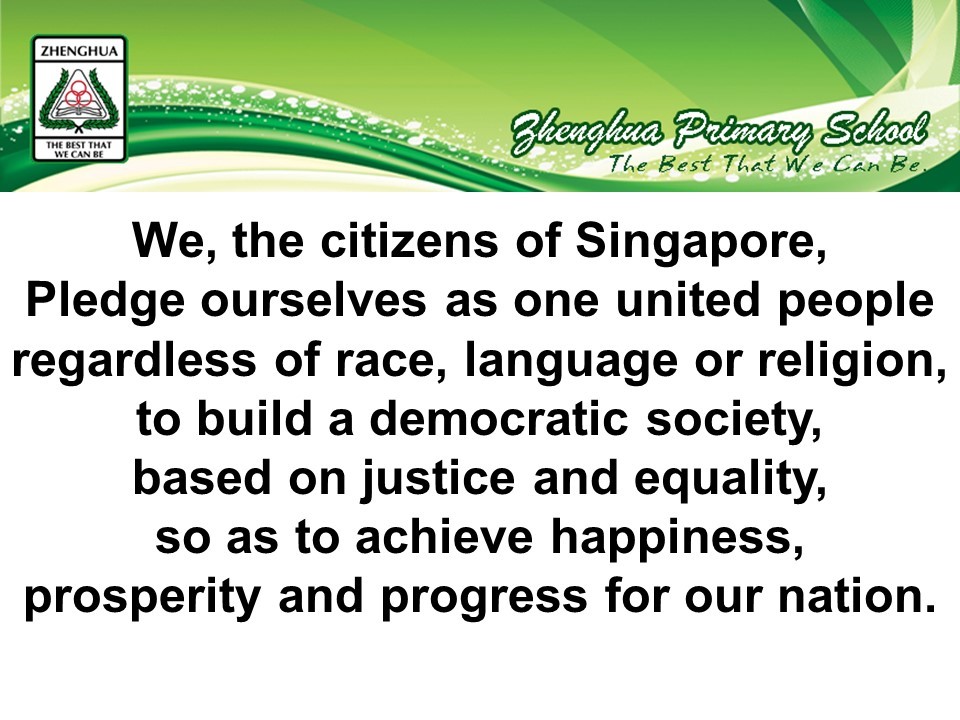 ZHENGHUA
THE BEST THAT
WE CAN BE
Zhenghua Primary School
The Best That We Can Be.
We, the citizens of Singapore,
Pledge ourselves as one united people
regardless of race, language or religion,
to build a democratic society,
based on justice and equality,
so as to achieve happiness,
prosperity and progress for our nation.